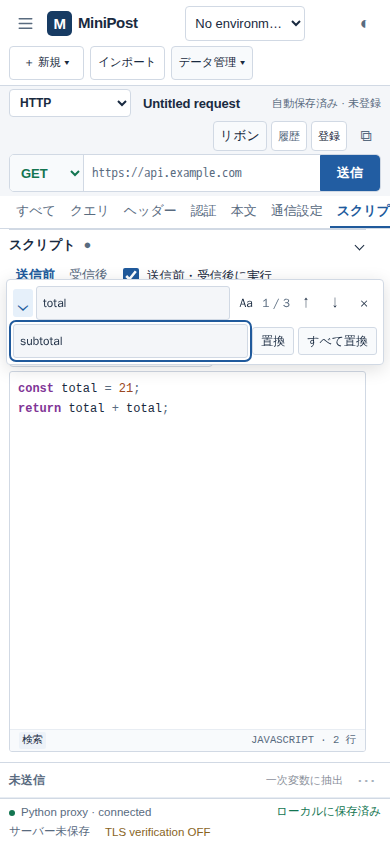 M MiniPost No environm…
＋ 新規 ▾ インポート データ管理 ▾
HTTP Untitled request 自動保存済み · 未登録
リボン 履歴 登録
GET https://api.example.com 送信
すべて クエリ ヘッダー 認証 本文 通信設定 スクリプ
スクリプト
送信前 受信後 送信前・受信後に実行
total Aa 1 / 3 ↑ ↓ ×
subtotal 置換 すべて置換
const total = 21;
return total + total;
検索 JAVASCRIPT · 2 行
未送信 一次変数に抽出 ···
Python proxy · connected ローカルに保存済み
サーバー未保存 TLS verification OFF